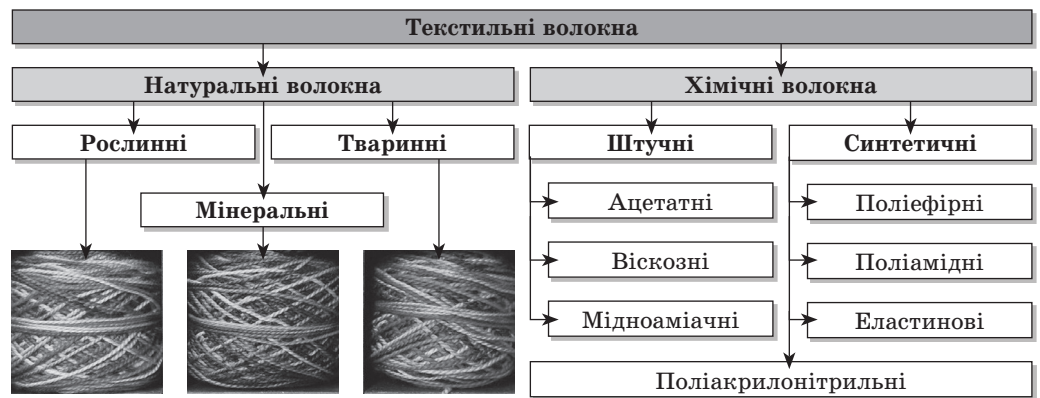 Текстильні волокна
Натуральні волокна
Хімічні волокна
Рослинні
Тваринні
Штучні
Синтетичні
Мінеральні
Ацетатні
Поліефірні
Віскозні
Поліамідні
Мідноаміачні
Еластинові
Поліакрилонітрильні